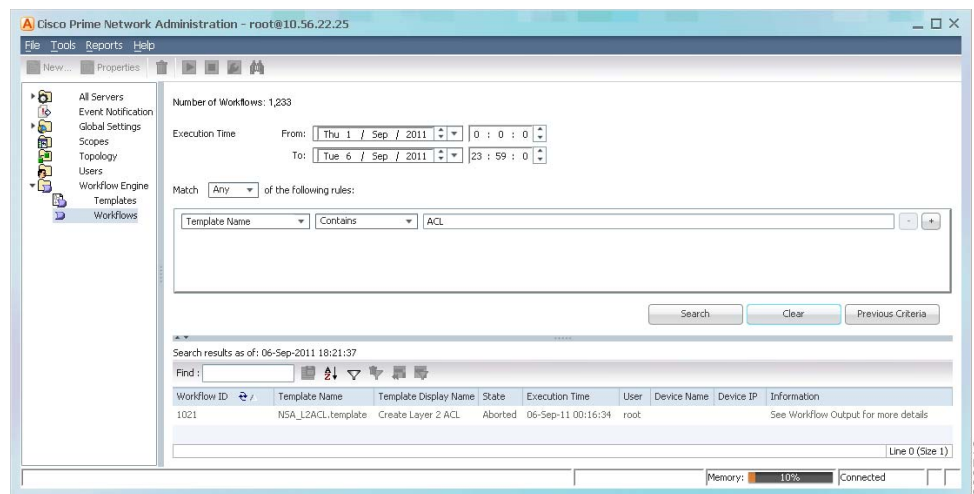 Cisco Prime Network Administration - root@10.56.22.25
File Tools Reports Help
New... Properties
All Servers
Event Notification
Global Settings
Scopes
Topology
Users
Workflow Engine
Templates
Workflows
Number of Workflows: 1,233
Execution Time From: Thu 1 / Sep / 2011 0 : 0 : 0
To: Tue 6 / Sep / 2011 23 : 59 : 0
Match Any of the following rules:
Template Name Contains ACL - +
Search Clear Previous Criteria
Search results as of: 06-Sep-2011 18:21:37
Find :
Workflow ID Template Name Template Display Name State Execution Time User Device Name Device IP Information
1021 NSA_L2ACL.template Create Layer 2 ACL Aborted 06-Sep-11 00:16:34 root See Workflow Output for more details
Line 0 (Size 1)
Memory: 10% Connected